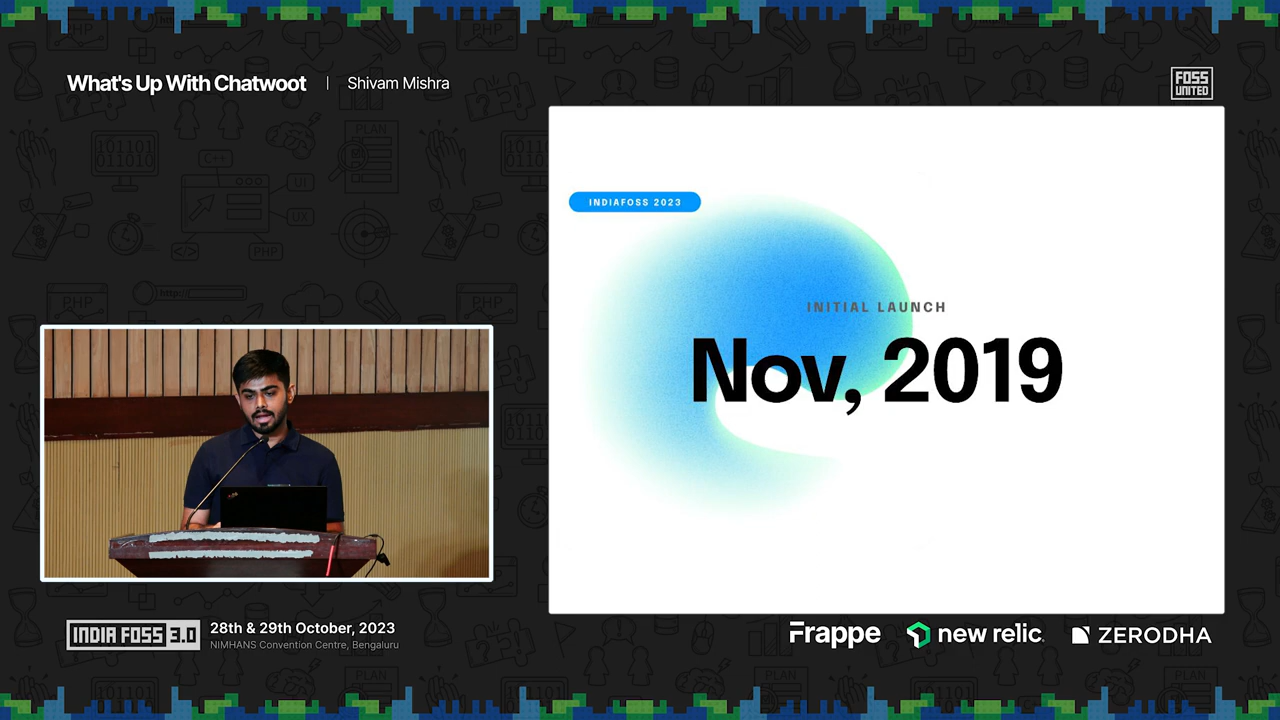 What's Up With Chatwoot | Shivam Mishra
FOSS
UNITED
INDIAFOSS 2023
INITIAL LAUNCH
Nov, 2019
INDIA FOSS 3.0
28th & 29th October, 2023
NIMHANS Convention Centre, Bengaluru
Frappe
new relic
ZERODHA